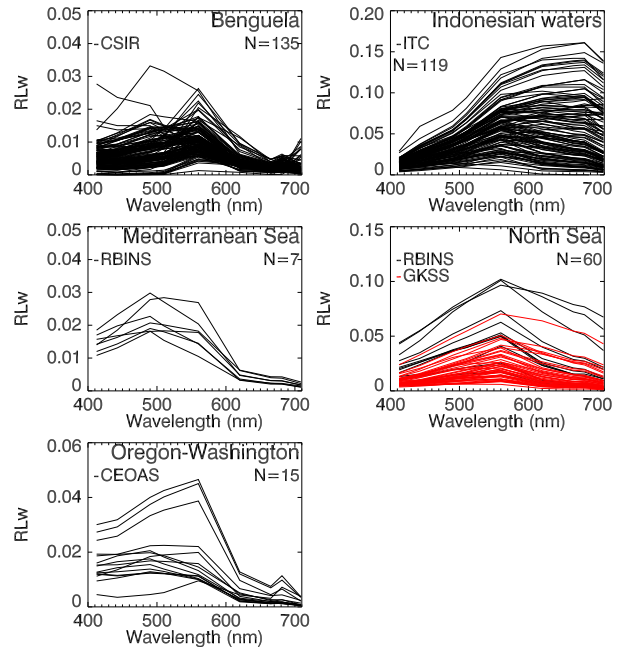 Benguela
-CSIR N=135
0.05
0.04
0.03
0.02
0.01
0
RLw
400 500 600 700
Wavelength (nm)
Indonesian waters
-ITC
N=119
0.20
0.15
0.10
0.05
0
RLw
400 500 600 700
Wavelength (nm)
Mediterranean Sea
-RBINS N=7
0.05
0.04
0.03
0.02
0.01
0
RLw
400 500 600 700
Wavelength (nm)
North Sea
-RBINS N=60
-GKSS
0.15
0.10
0.05
0
RLw
400 500 600 700
Wavelength (nm)
Oregon-Washington
-CEOAS N=15
0.06
0.04
0.02
0
RLw
400 500 600 700
Wavelength (nm)